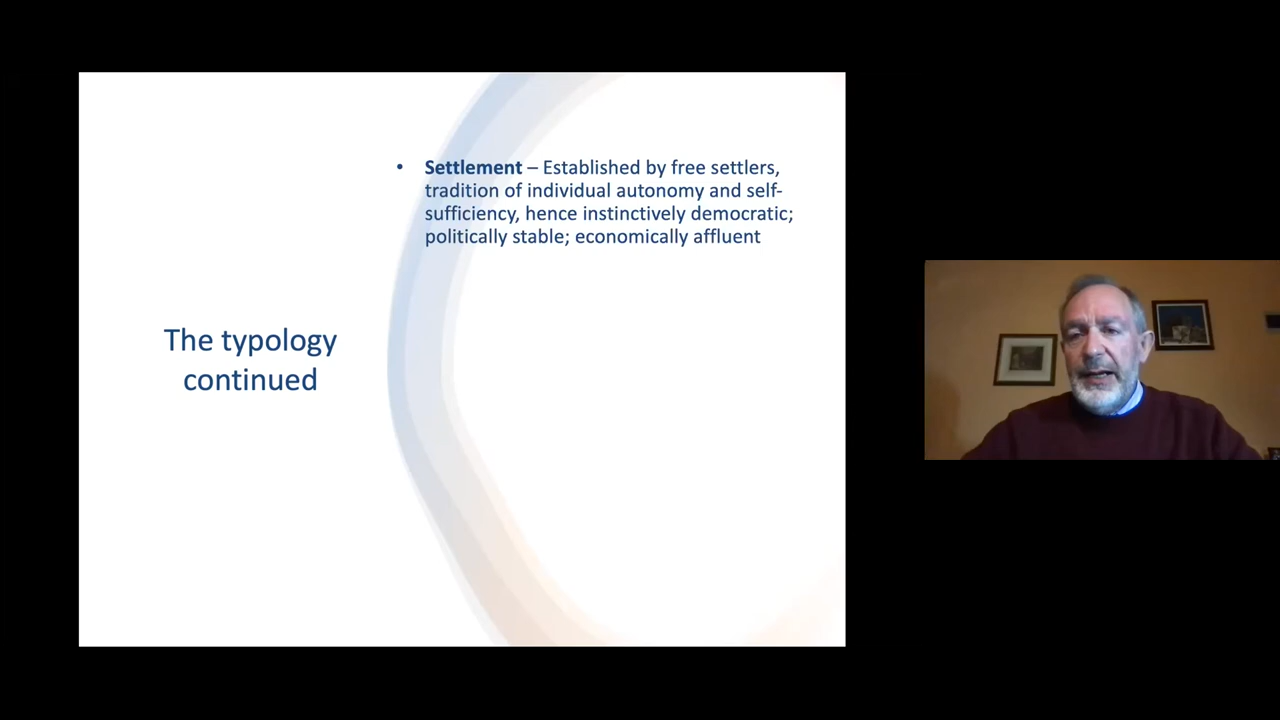 The typology
continued
• Settlement – Established by free settlers,
tradition of individual autonomy and self-
sufficiency, hence instinctively democratic;
politically stable; economically affluent